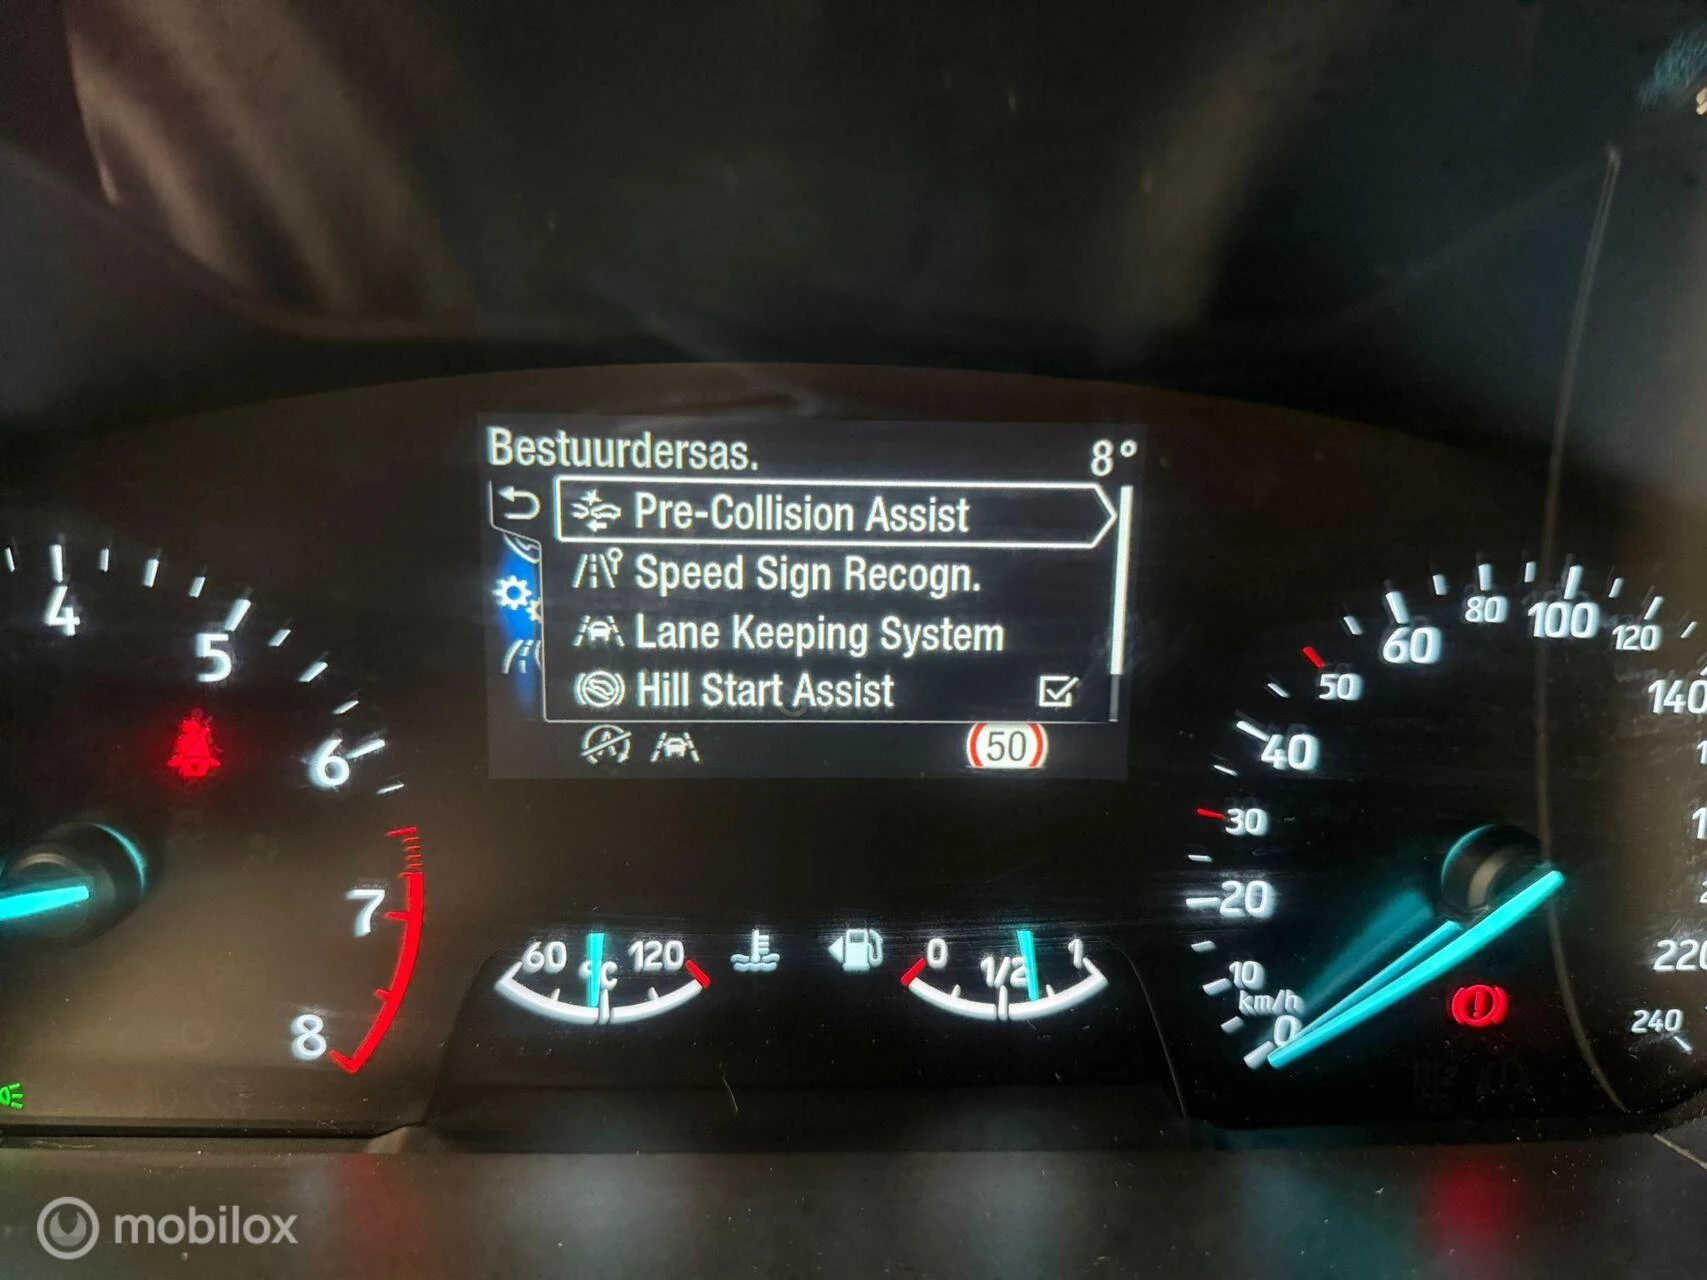 Bestuurdersas. 8°
Pre-Collision Assist
Speed Sign Recogn.
Lane Keeping System
Hill Start Assist
50
4
5
6
7
8
60 °C 120
0 1/2 1
0
10
km/h
20
30
40
50
60
80
100
120
140
220
240
mobilox